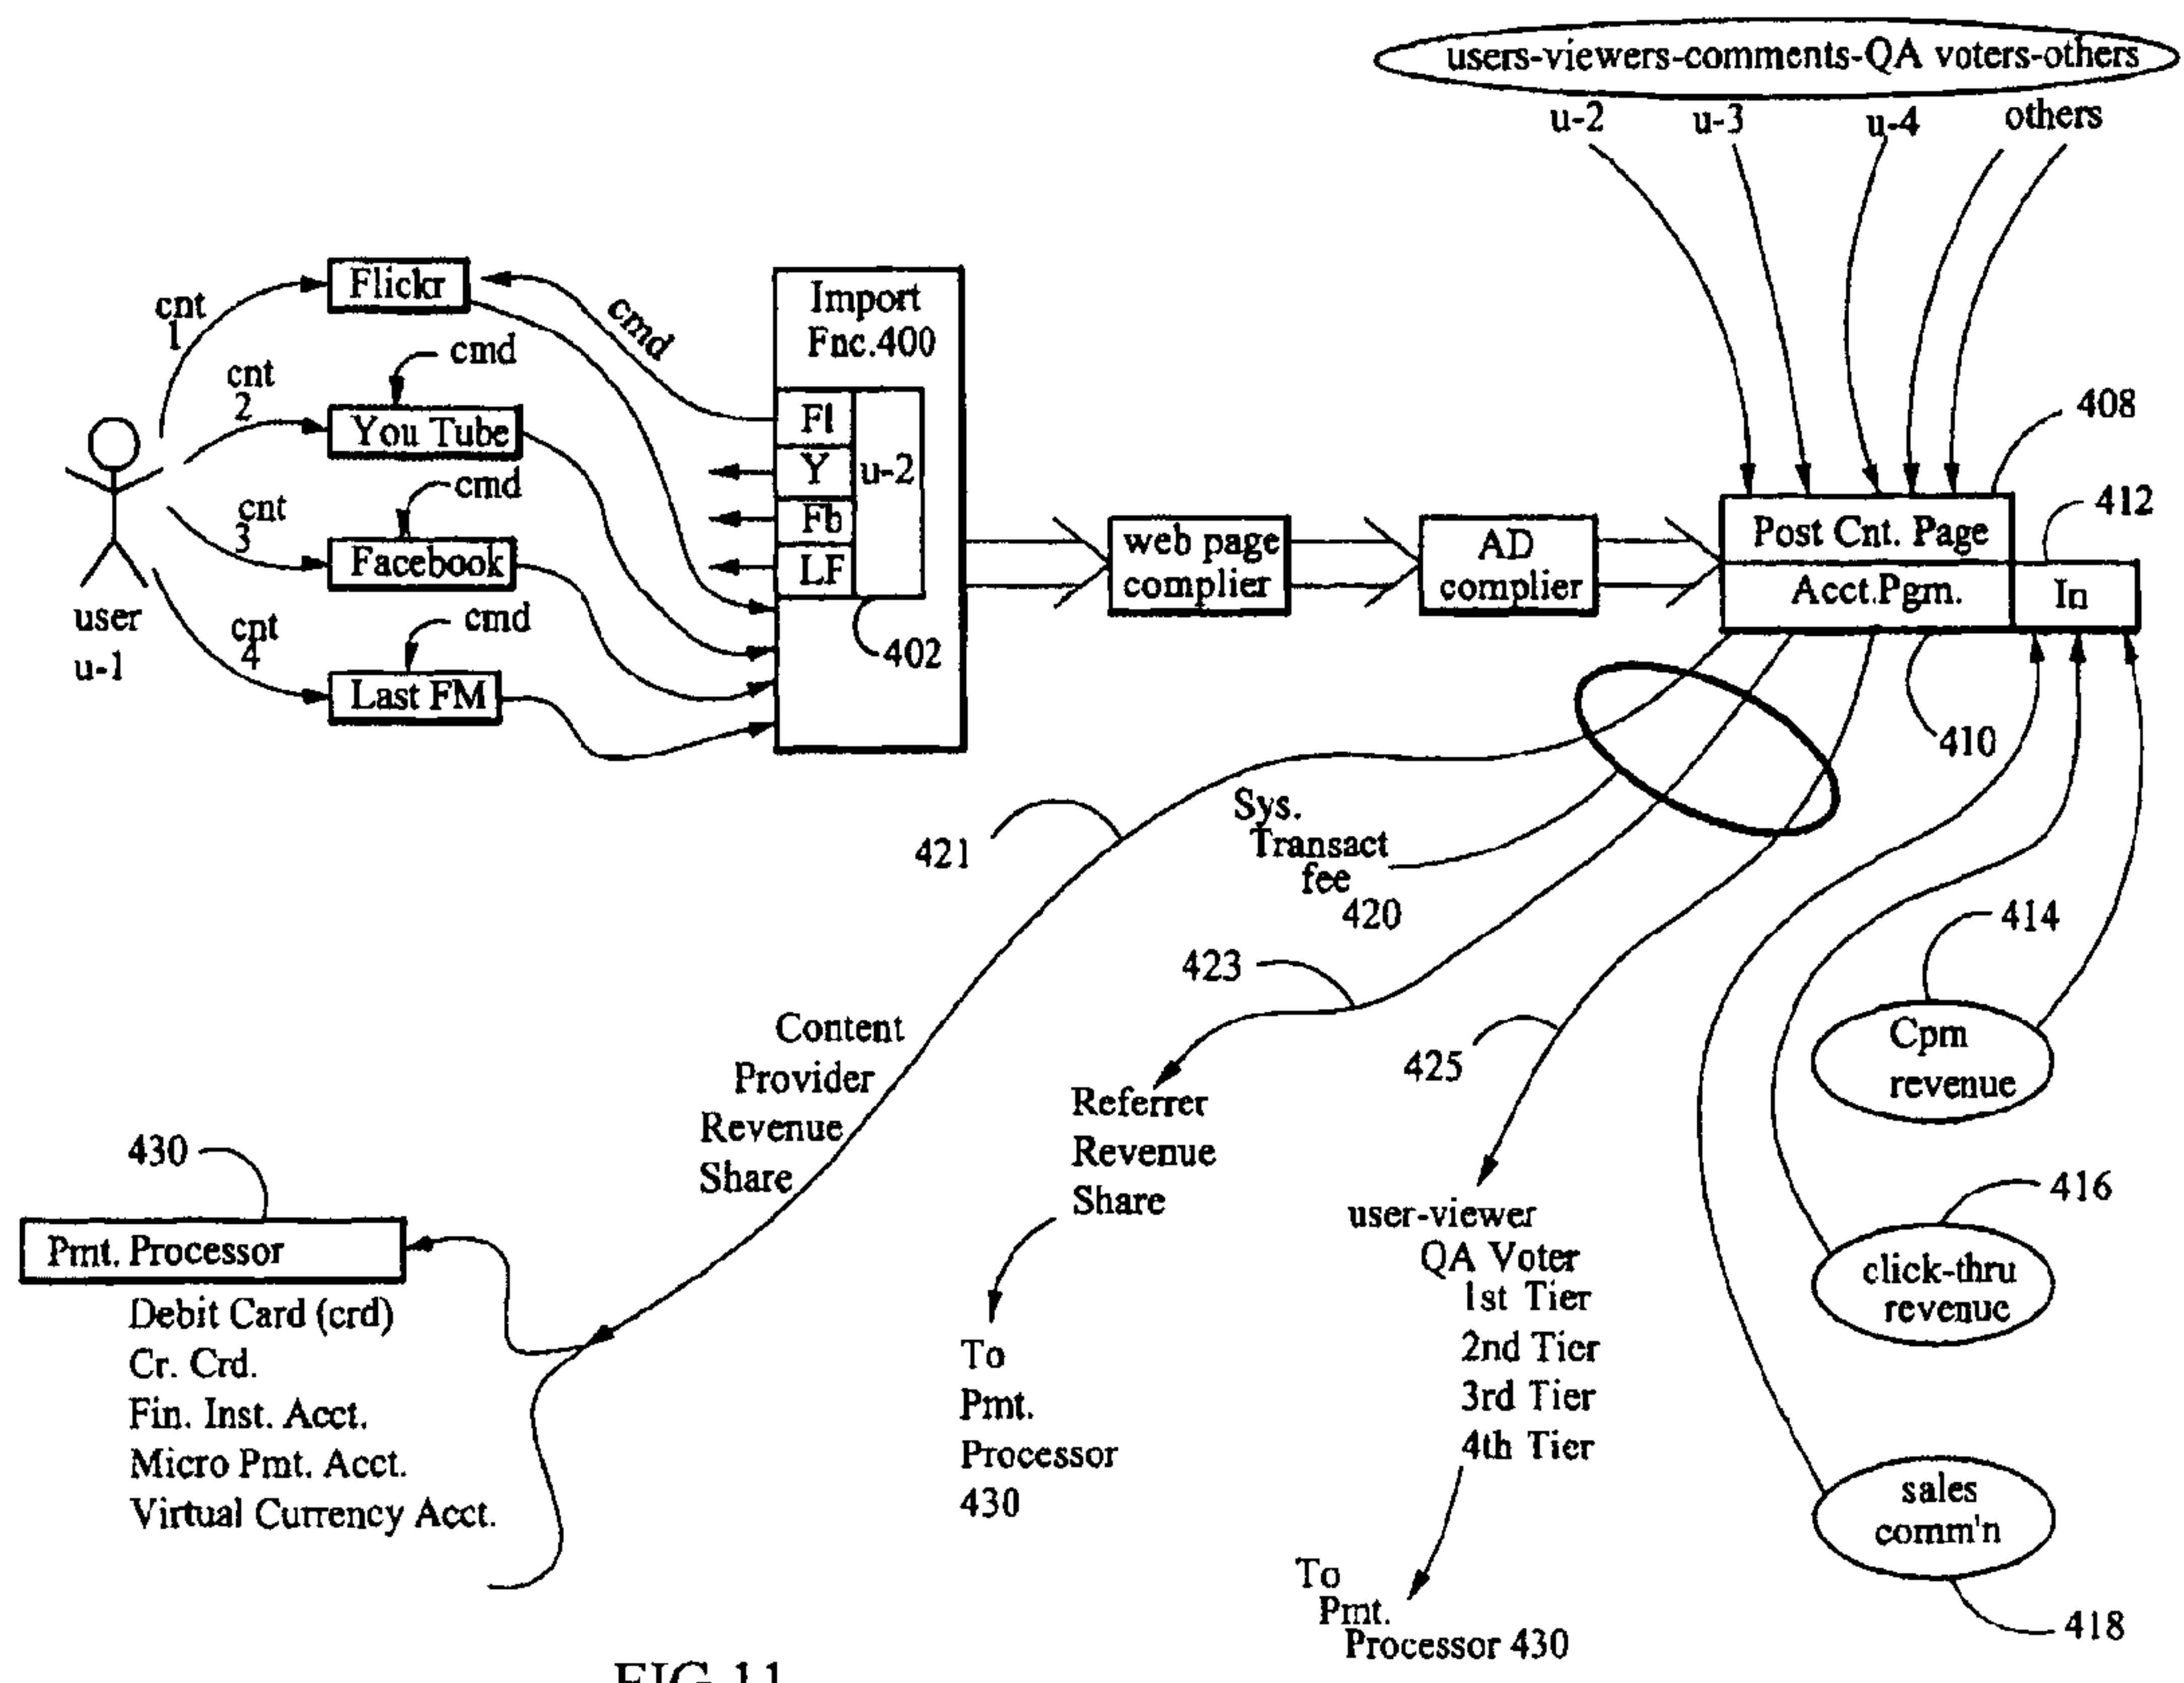 users-viewers-comments-QA voters-others
u-2
u-3
u-4
others
408
412
cnt
1
Flickr
cmd
Import
Fnc.400
cnt
2
cmd
You Tube
Fl
Y
u-2
Fb
LF
402
cnt
3
cmd
Facebook
user
u-1
cnt
4
cmd
Last FM
web page
complier
AD
complier
Post Cnt. Page
Acct.Pgm.
In
410
421
Sys.
Transact
fee
420
414
423
425
Cpm
revenue
Content
Provider
Revenue
Share
Referrer
Revenue
Share
430
Pmt. Processor
Debit Card (crd)
Cr. Crd.
Fin. Inst. Acct.
Micro Pmt. Acct.
Virtual Currency Acct.
To
Pmt.
Processor
430
user-viewer
QA Voter
1st Tier
2nd Tier
3rd Tier
4th Tier
To
Pmt.
Processor 430
416
click-thru
revenue
sales
comm'n
418
FIG 11